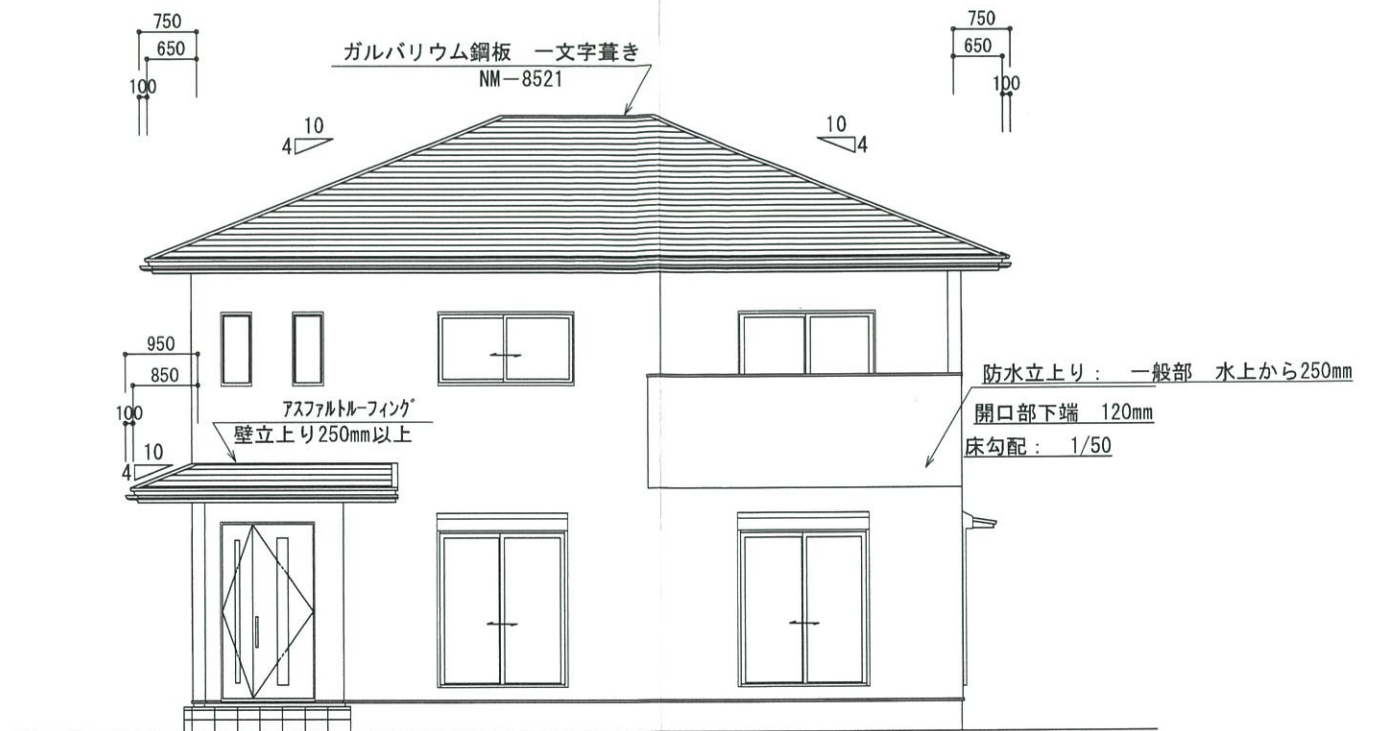 750
650
100
ガルバリウム鋼板　一文字葺き
NM－8521
750
650
100
10
4
10
4
950
850
100
10
4
アスファルトルーフィング
壁立上り250mm以上
防水立上り：　一般部　水上から250mm
開口部下端　120mm
床勾配：　1/50